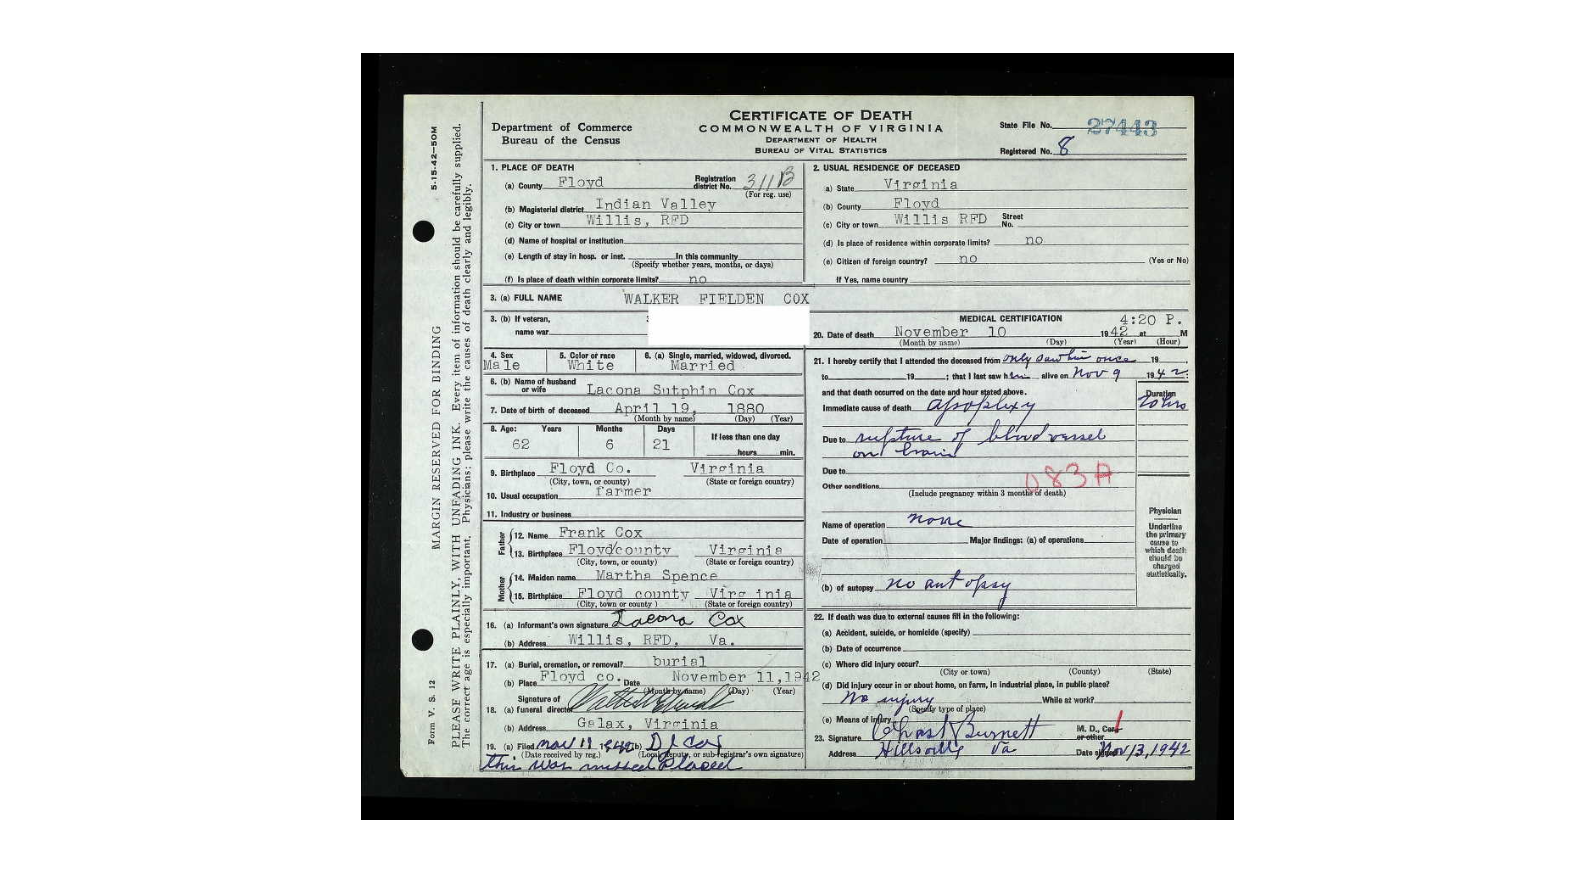 5-15-42-50M
MARGIN RESERVED FOR BINDING
PLEASE WRITE PLAINLY, WITH UNFADING INK. Every item of information should be carefully supplied.
The correct age is especially important. Physicians: please write the causes of death clearly and legibly.
Form V. S. 12
Department of Commerce
Bureau of the Census
CERTIFICATE OF DEATH
COMMONWEALTH OF VIRGINIA
DEPARTMENT OF HEALTH
BUREAU OF VITAL STATISTICS
State File No. 27443
Registered No. 8
1. PLACE OF DEATH
(a) County Floyd Registration district No. 311B
(For reg. use)
(b) Magisterial district Indian Valley
(c) City or town Willis, RFD
(d) Name of hospital or institution
(e) Length of stay in hosp. or inst. In this community
(Specify whether years, months, or days)
(f) Is place of death within corporate limits? no
2. USUAL RESIDENCE OF DECEASED
(a) State Virginia
(b) County Floyd
(c) City or town Willis RFD Street No.
(d) Is place of residence within corporate limits? no
(e) Citizen of foreign country? no (Yes or No)
If Yes, name country
3. (a) FULL NAME WALKER FIELDEN COX
3. (b) If veteran,
name war
4. Sex Male
5. Color or race White
6. (a) Single, married, widowed, divorced. Married
6. (b) Name of husband or wife Lacona Sutphin Cox
7. Date of birth of deceased April 19, 1880
(Month by name) (Day) (Year)
8. Age: Years Months Days If less than one day
62 6 21 hours min.
9. Birthplace Floyd Co. Virginia
(City, town, or county) (State or foreign country)
10. Usual occupation farmer
11. Industry or business
Father
12. Name Frank Cox
13. Birthplace Floyd county Virginia
(City, town, or county) (State or foreign country)
Mother
14. Maiden name Martha Spence
15. Birthplace Floyd county Virg inia
(City, town or county ) (State or foreign country)
16. (a) Informant's own signature Lacona Cox
(b) Address Willis, RFD, Va.
17. (a) Burial, cremation, or removal? burial
(b) Place Floyd co. Date November 11, 1942
(Month by name) (Day) (Year)
Signature of
18. (a) funeral director
(b) Address Galax, Virginia
19. (a) Filed Nov 11 1942 (b) D L Cox
(Date received by reg.) (Local, deputy, or sub-registrar's own signature)
this was missed placed
MEDICAL CERTIFICATION 4:20 P.
20. Date of death November 10 1942 at M
(Month by name) (Day) (Year) (Hour)
21. I hereby certify that I attended the deceased from only saw him once 19
to 19 ; that I last saw him alive on Nov 9 1942
and that death occurred on the date and hour stated above.
Duration
Immediate cause of death apoplexy 20 hrs
Due to rupture of blood vessel
on brain
Due to
083A
Other conditions
(Include pregnancy within 3 months of death)
Name of operation none
Date of operation Major findings: (a) of operations
(b) of autopsy no autopsy
Physician
Underline
the primary
cause to
which death
should be
charged
statistically.
22. If death was due to external causes fill in the following:
(a) Accident, suicide, or homicide (specify)
(b) Date of occurrence
(c) Where did injury occur?
(City or town) (County) (State)
(d) Did injury occur in or about home, on farm, in industrial place, in public place?
No injury While at work?
(Specify type of place)
(e) Means of injury
23. Signature Chas T Burnett M. D., Cor.
or other
Address Hillsville Va Date signed Nov 13, 1942